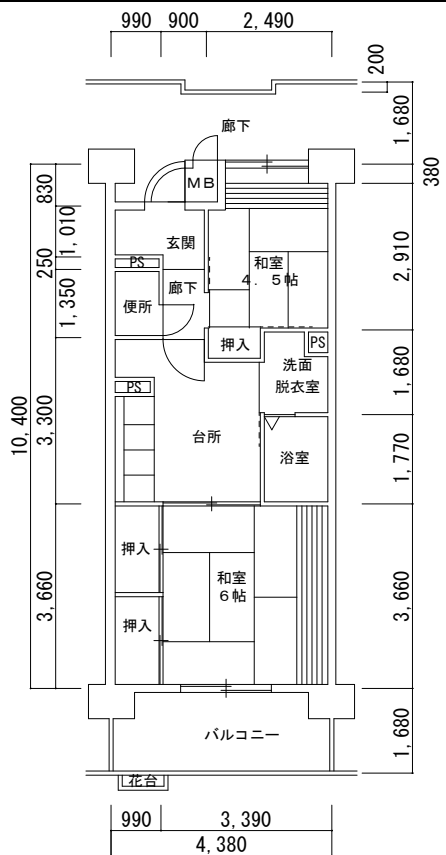 990 900 2,490
200
廊下
1,680
380
MB
830
玄関
1,010
和室
4.5帖
2,910
PS
250
廊下
便所
1,350
押入
PS
洗面
脱衣室
1,680
PS
台所
浴室
10,400
3,300
1,770
押入
和室
6帖
押入
3,660
3,660
バルコニー
1,680
花台
990 3,390
4,380